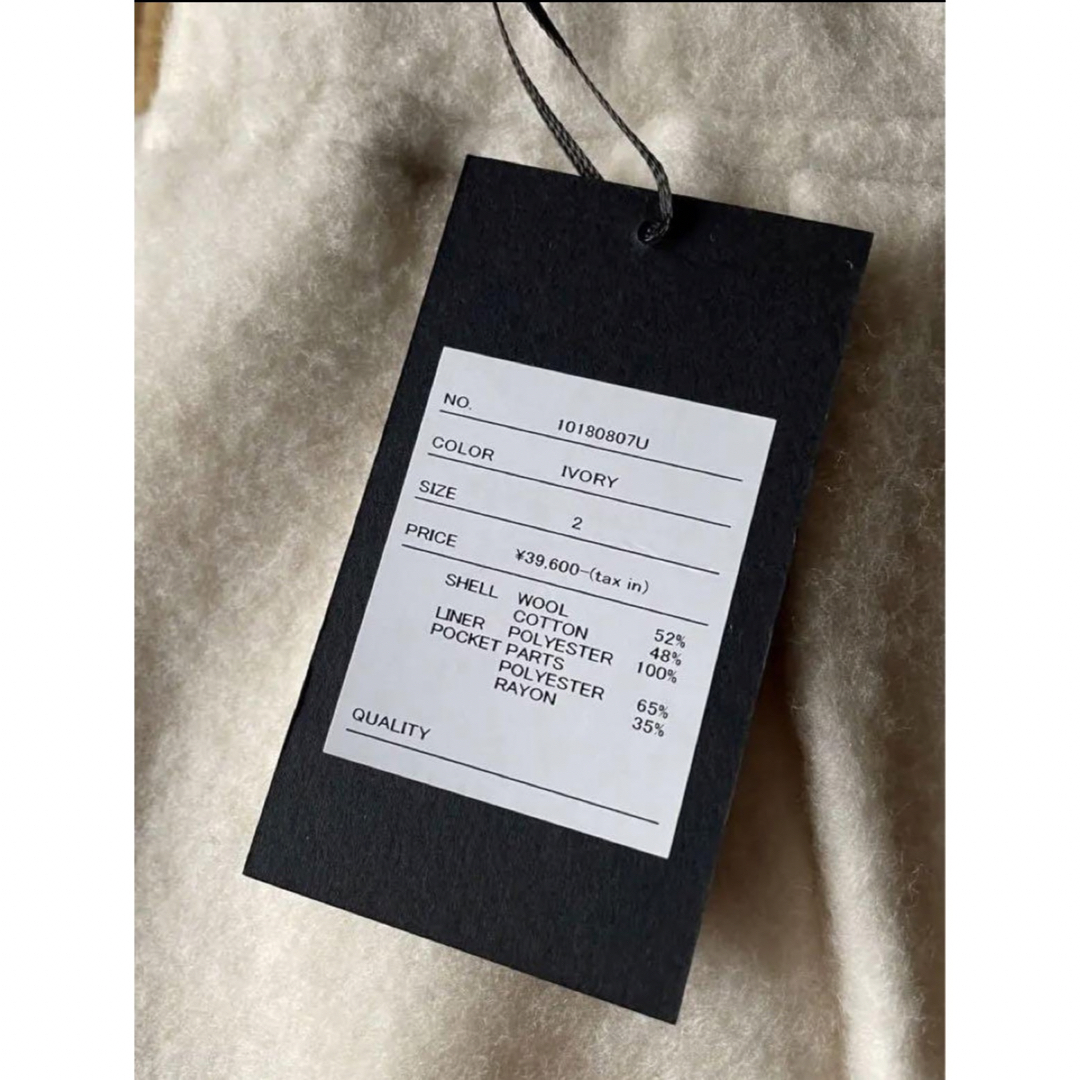 NO. 10180807U
COLOR IVORY
SIZE 2
PRICE ¥39,600-(tax in)
SHELL WOOL 52%
COTTON 48%
LINER POLYESTER 100%
POCKET PARTS
POLYESTER 65%
RAYON 35%
QUALITY